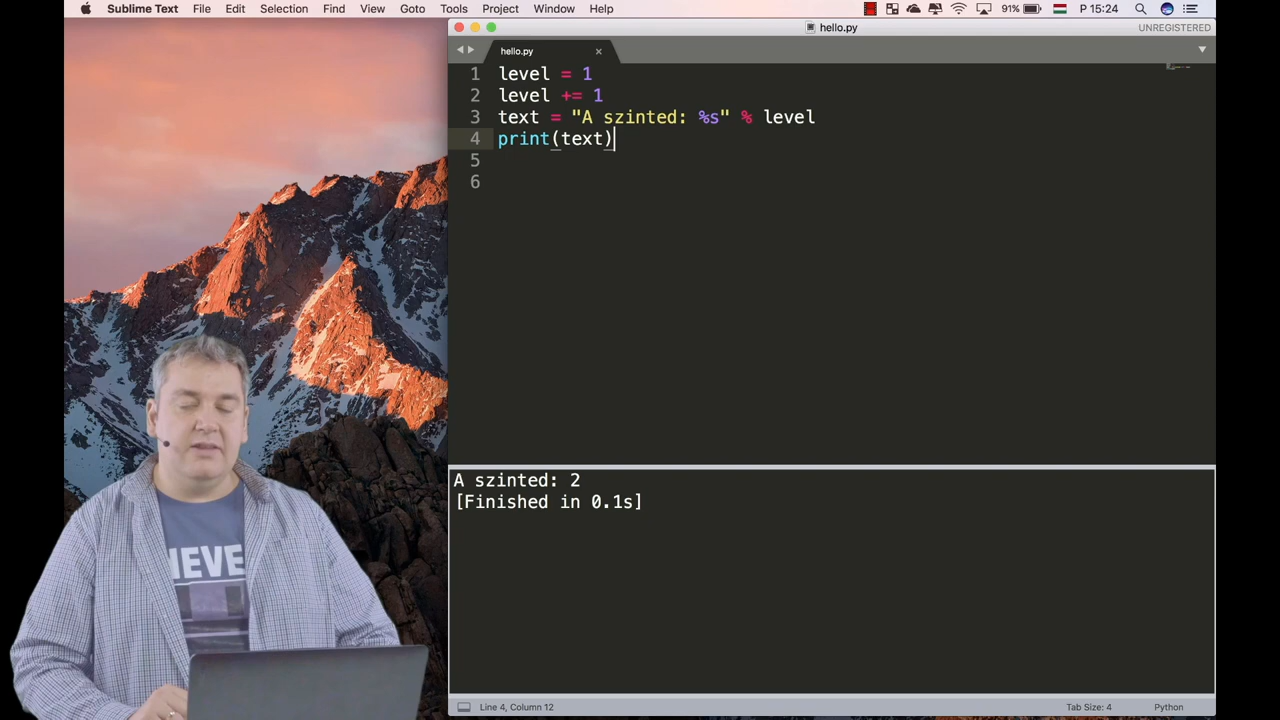 Sublime Text File Edit Selection Find View Goto Tools Project Window Help 91% P 15:24
hello.py UNREGISTERED
hello.py
1 level = 1
2 level += 1
3 text = "A szinted: %s" % level
4 print(text)
5
6
A szinted: 2
[Finished in 0.1s]
IEVE
Line 4, Column 12 Tab Size: 4 Python